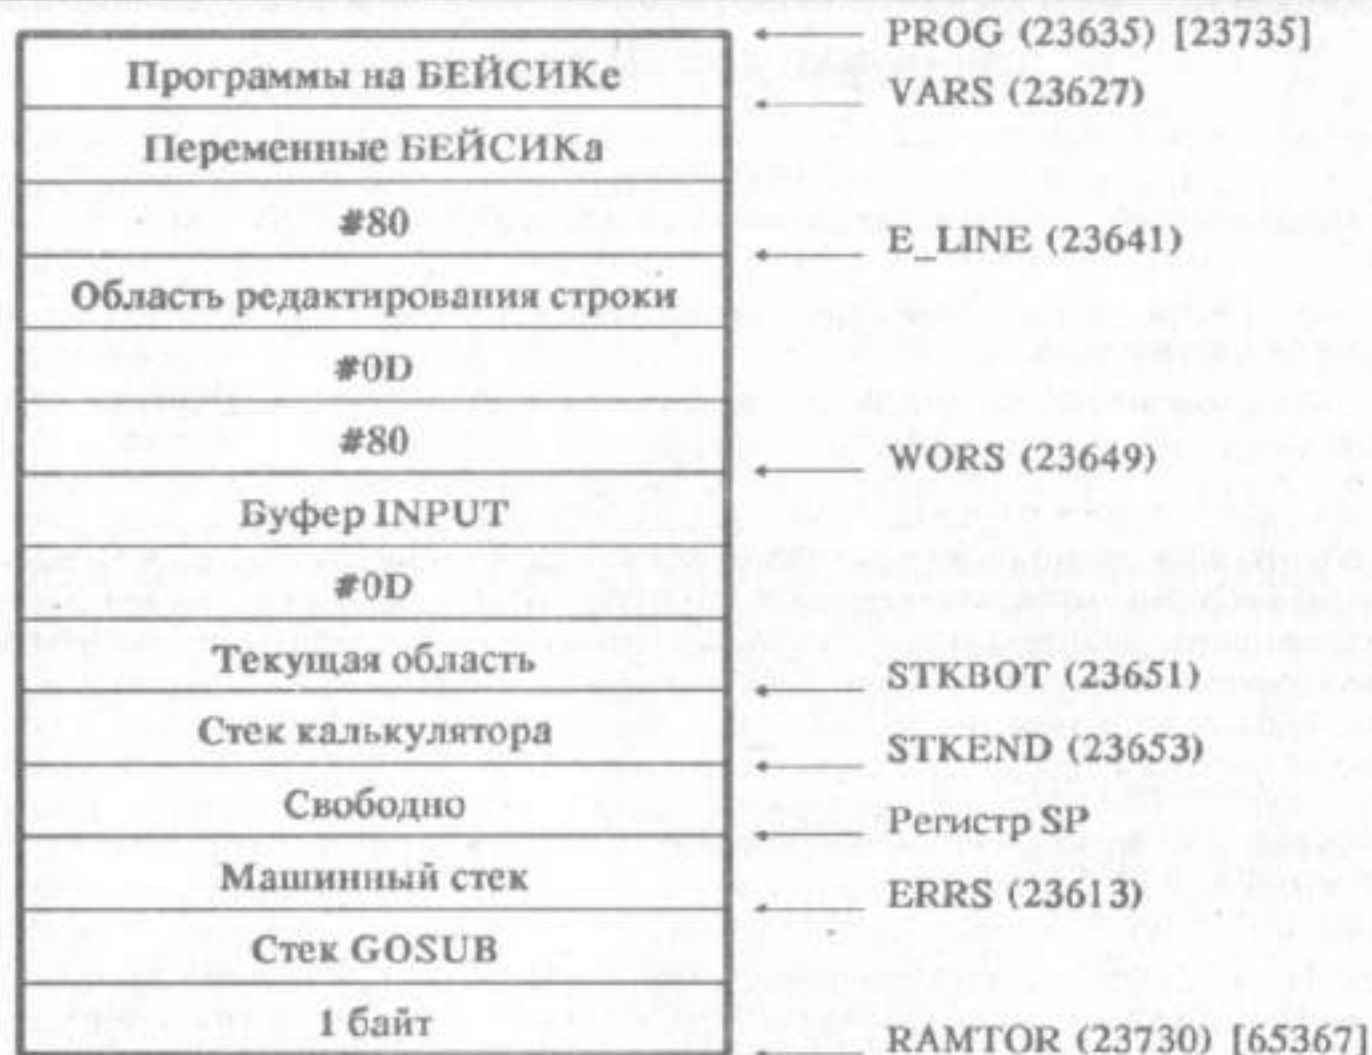 PROG (23635) [23735]
Программы на БЕЙСИКе
VARS (23627)
Переменные БЕЙСИКа
#80
E_LINE (23641)
Область редактирования строки
#0D
#80
WORS (23649)
Буфер INPUT
#0D
Текущая область
STKBOT (23651)
Стек калькулятора
STKEND (23653)
Свободно
Регистр SP
Машинный стек
ERRS (23613)
Стек GOSUB
1 байт
RAMTOR (23730) [65367]